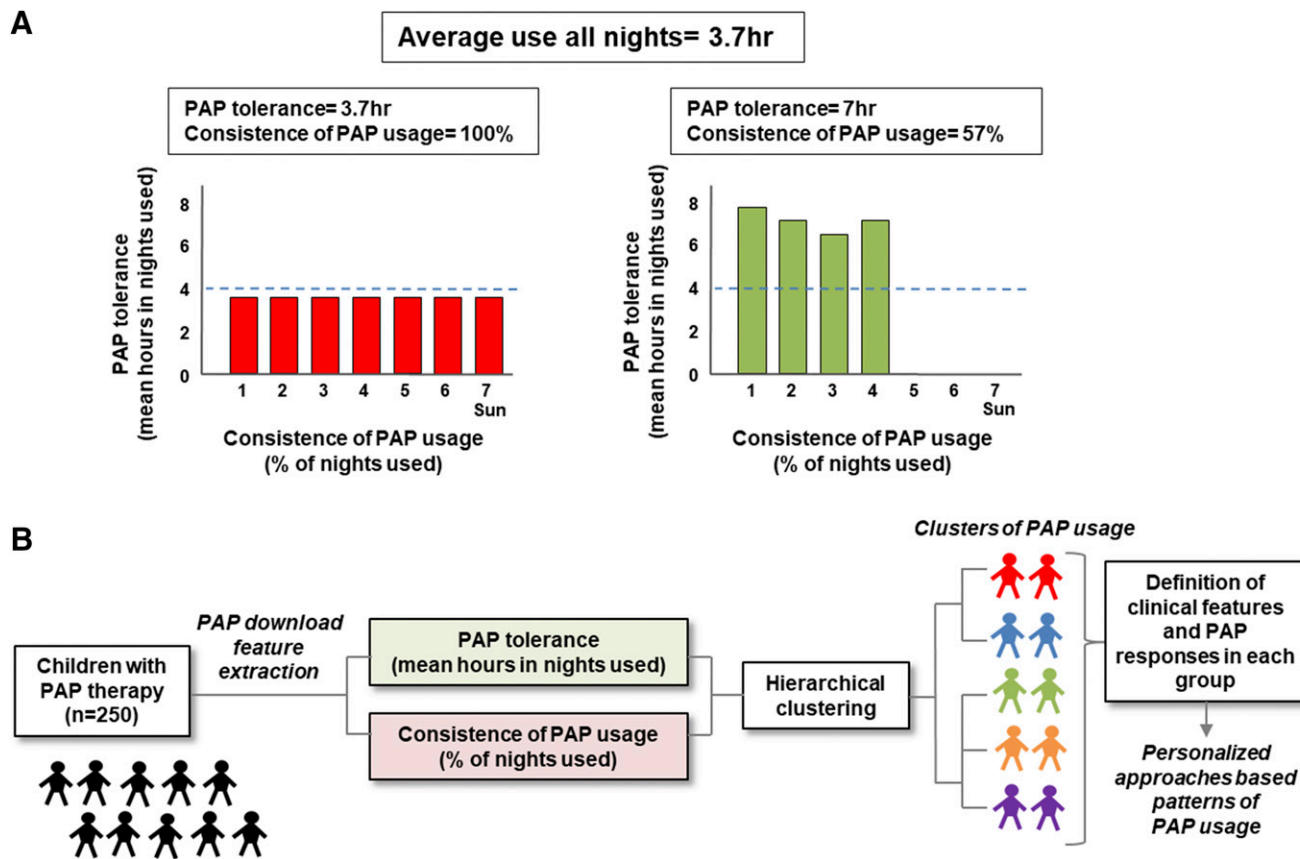 A
Average use all nights= 3.7hr
PAP tolerance= 3.7hr
Consistence of PAP usage= 100%
PAP tolerance
(mean hours in nights used)
8
6
4
2
0
1 2 3 4 5 6 7
Sun
Consistence of PAP usage
(% of nights used)
PAP tolerance= 7hr
Consistence of PAP usage= 57%
PAP tolerance
(mean hours in nights used)
8
6
4
2
0
1 2 3 4 5 6 7
Sun
Consistence of PAP usage
(% of nights used)
B
Children with
PAP therapy
(n=250)
PAP download
feature
extraction
PAP tolerance
(mean hours in nights used)
Consistence of PAP usage
(% of nights used)
Hierarchical
clustering
Clusters of PAP usage
Definition of
clinical features
and PAP
responses in each
group
Personalized
approaches based
patterns of
PAP usage